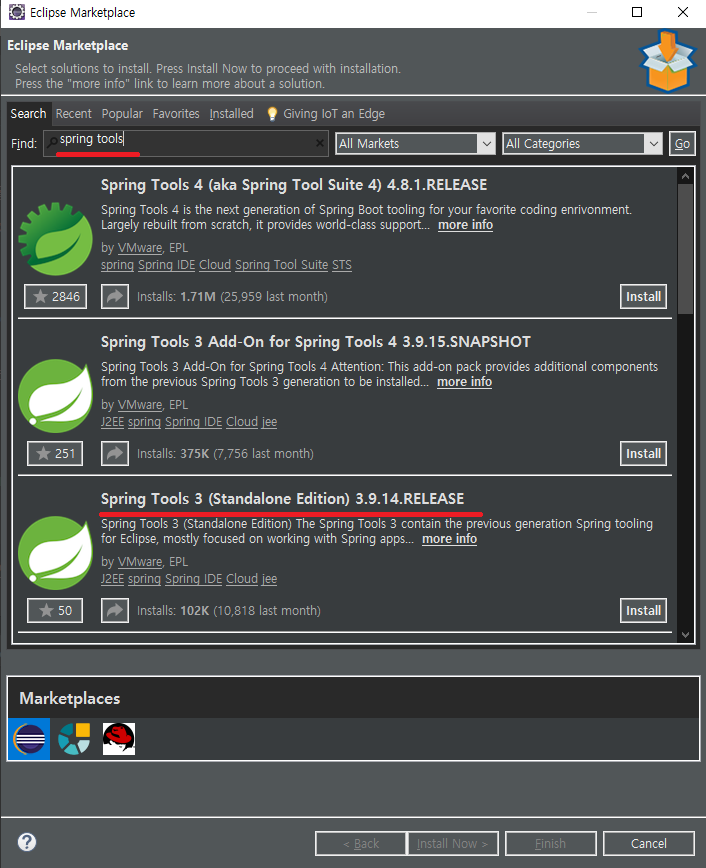 Eclipse Marketplace
Eclipse Marketplace
Select solutions to install. Press Install Now to proceed with installation.
Press the "more info" link to learn more about a solution.
Search Recent Popular Favorites Installed Giving IoT an Edge
Find: spring tools All Markets All Categories Go
Spring Tools 4 (aka Spring Tool Suite 4) 4.8.1.RELEASE
Spring Tools 4 is the next generation of Spring Boot tooling for your favorite coding enrivonment.
Largely rebuilt from scratch, it provides world-class support... more info
by VMware, EPL
spring Spring IDE Cloud Spring Tool Suite STS
2846 Installs: 1.71M (25,959 last month) Install
Spring Tools 3 Add-On for Spring Tools 4 3.9.15.SNAPSHOT
Spring Tools 3 Add-On for Spring Tools 4 Attention: This add-on pack provides additional components
from the previous Spring Tools 3 generation to be installed... more info
by VMware, EPL
J2EE spring Spring IDE Cloud jee
251 Installs: 375K (7,756 last month) Install
Spring Tools 3 (Standalone Edition) 3.9.14.RELEASE
Spring Tools 3 (Standalone Edition) The Spring Tools 3 contain the previous generation Spring tooling
for Eclipse, mostly focused on working with Spring apps... more info
by VMware, EPL
J2EE spring Spring IDE Cloud jee
50 Installs: 102K (10,818 last month) Install
Marketplaces
< Back Install Now > Finish Cancel